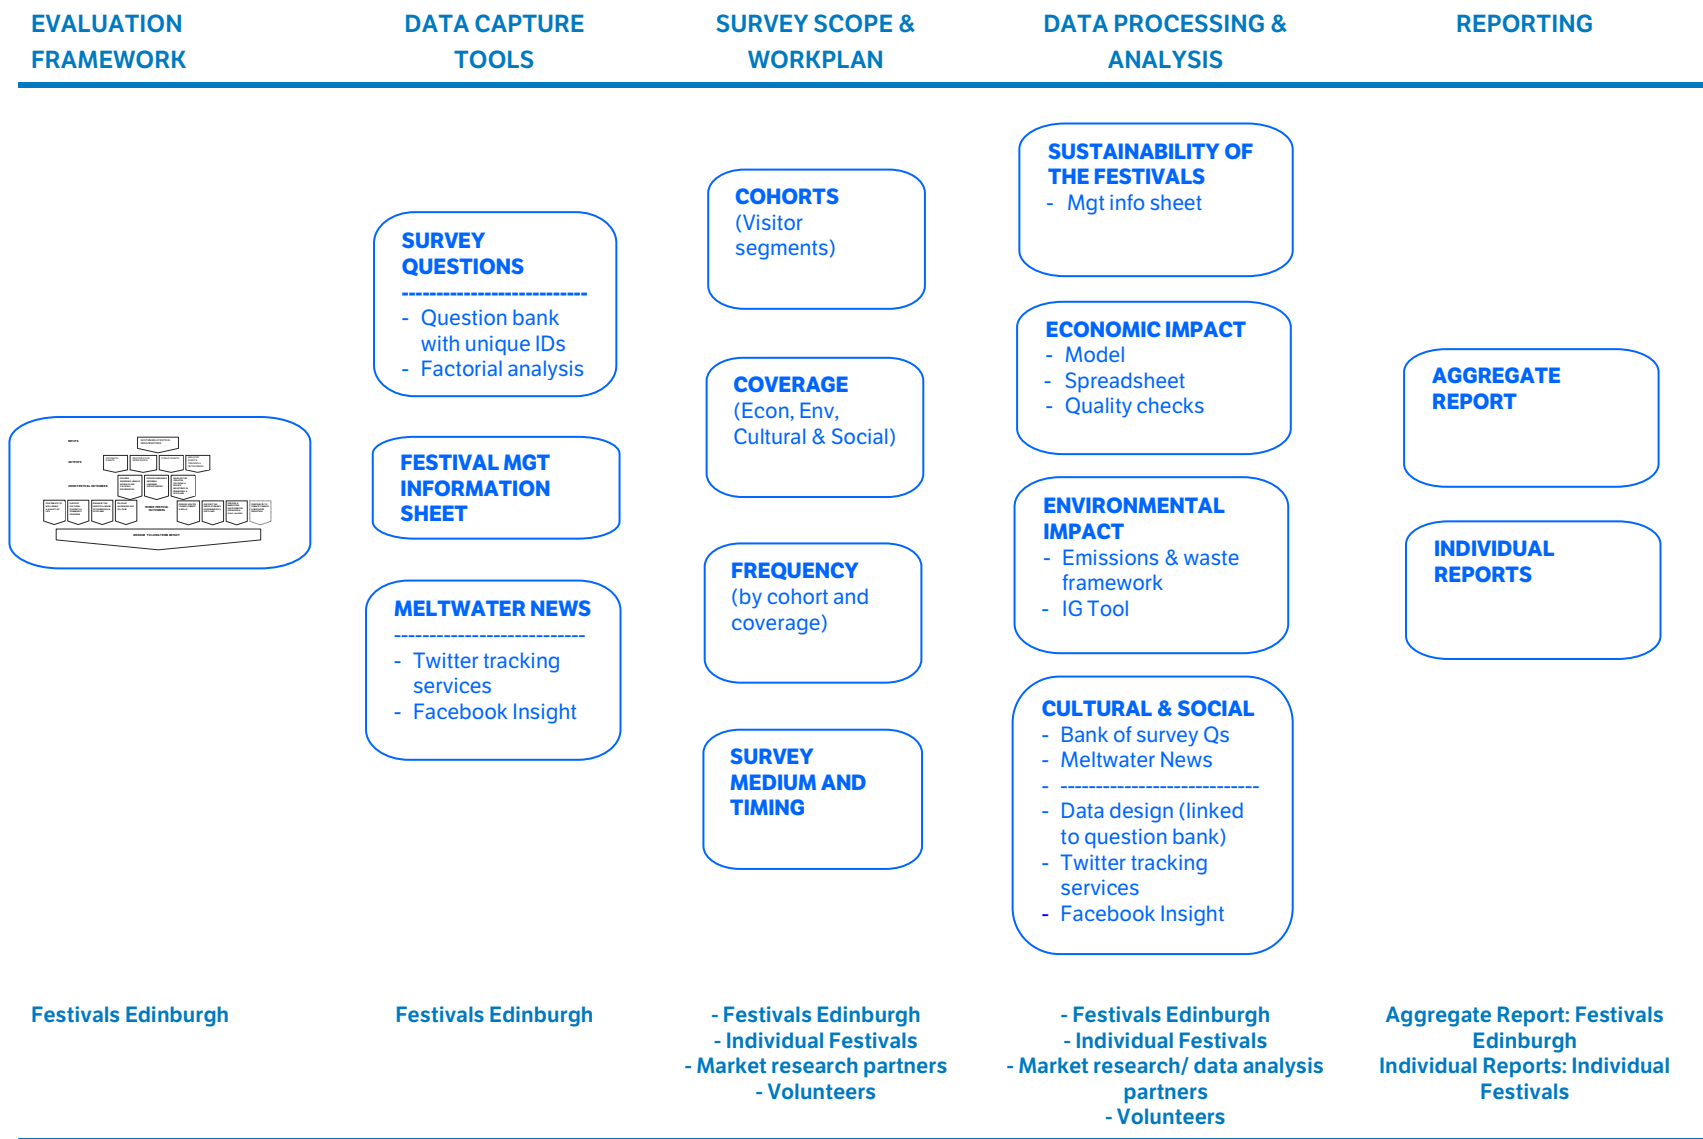 EVALUATION
FRAMEWORK
DATA CAPTURE
TOOLS
SURVEY SCOPE &
WORKPLAN
DATA PROCESSING &
ANALYSIS
REPORTING
SURVEY
QUESTIONS
---------------------------
- Question bank
with unique IDs
- Factorial analysis
FESTIVAL MGT
INFORMATION
SHEET
MELTWATER NEWS
---------------------------
- Twitter tracking
services
- Facebook Insight
COHORTS
(Visitor
segments)
COVERAGE
(Econ, Env,
Cultural & Social)
FREQUENCY
(by cohort and
coverage)
SURVEY
MEDIUM AND
TIMING
SUSTAINABILITY OF
THE FESTIVALS
- Mgt info sheet
ECONOMIC IMPACT
- Model
- Spreadsheet
- Quality checks
ENVIRONMENTAL
IMPACT
- Emissions & waste
framework
- IG Tool
CULTURAL & SOCIAL
- Bank of survey Qs
- Meltwater News
- ----------------------------
- Data design (linked
to question bank)
- Twitter tracking
services
- Facebook Insight
AGGREGATE
REPORT
INDIVIDUAL
REPORTS
Festivals Edinburgh
Festivals Edinburgh
- Festivals Edinburgh
- Individual Festivals
- Market research partners
- Volunteers
- Festivals Edinburgh
- Individual Festivals
- Market research/ data analysis
partners
- Volunteers
Aggregate Report: Festivals
Edinburgh
Individual Reports: Individual
Festivals